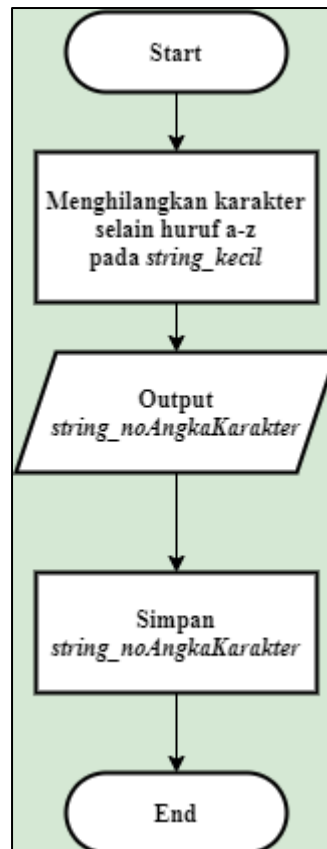 Start
Menghilangkan karakter
selain huruf a-z
pada string_kecil
Output
string_noAngkaKarakter
Simpan
string_noAngkaKarakter
End